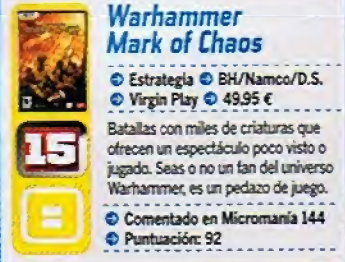 Warhammer
Mark of Chaos
Estrategia BH/Namco/D.S.
Virgin Play 49,95 €
15
Batallas con miles de criaturas que
ofrecen un espectáculo poco visto o
jugado. Seas o no un fan del universo
Warhammer, es un pedazo de juego.
Comentado en Micromanía 144
Puntuación: 92